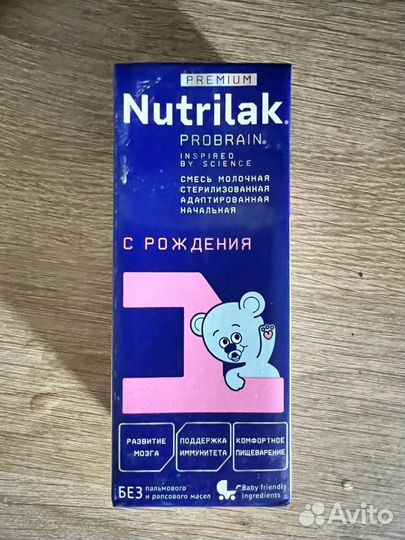 PREMIUM
Nutrilak®
PROBRAIN®
INSPIRED
BY SCIENCE
СМЕСЬ МОЛОЧНАЯ
СТЕРИЛИЗОВАННАЯ
АДАПТИРОВАННАЯ
НАЧАЛЬНАЯ
С РОЖДЕНИЯ
1
РАЗВИТИЕ
МОЗГА
ПОДДЕРЖКА
ИММУНИТЕТА
КОМФОРТНОЕ
ПИЩЕВАРЕНИЕ
БЕЗ пальмового
и рапсового масел
Baby friendly
ingredients
Avito